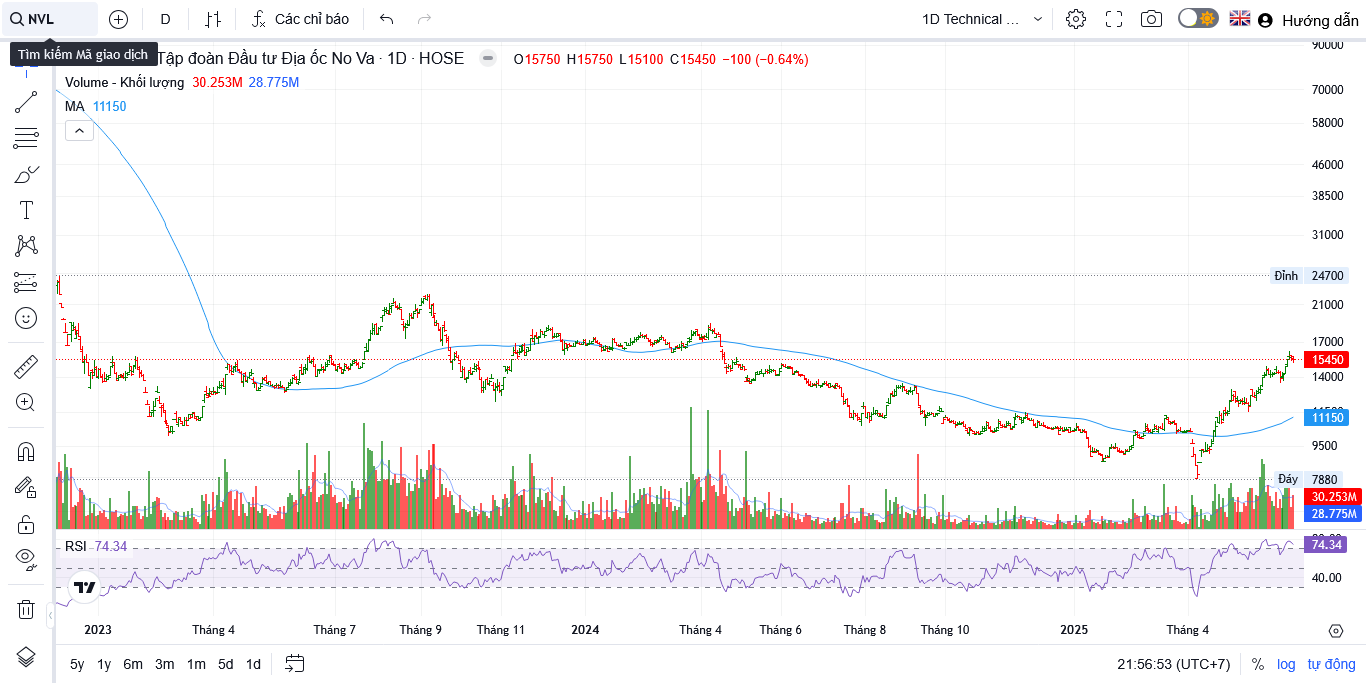 NVL D Các chỉ báo 1D Technical ... Hướng dẫn
Tìm kiếm Mã giao dịch
Tập đoàn Đầu tư Địa ốc No Va · 1D · HOSE O15750 H15750 L15100 C15450 −100 (−0.64%)
Volume - Khối lượng 30.253M 28.775M
MA 11150
90000
70000
58000
46000
38500
31000
Đỉnh 24700
21000
17000
15450
14000
11150
9500
Đáy 7880
30.253M
28.775M
RSI 74.34
74.34
40.00
2023 Tháng 4 Tháng 7 Tháng 9 Tháng 11 2024 Tháng 4 Tháng 6 Tháng 8 Tháng 10 2025 Tháng 4
5y 1y 6m 3m 1m 5d 1d 21:56:53 (UTC+7) % log tự động